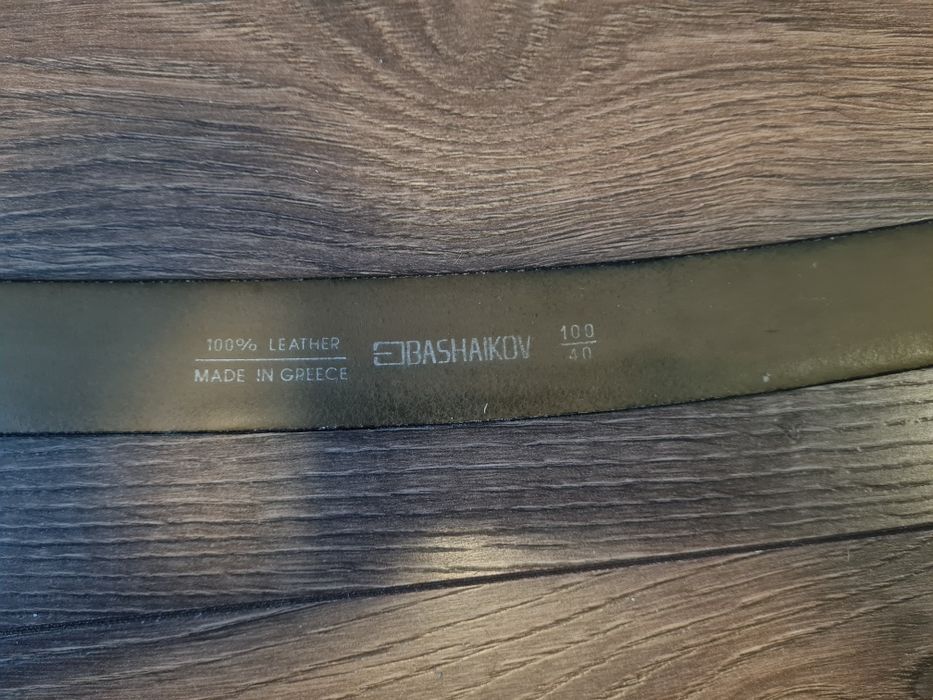 100% LEATHER
MADE IN GREECE
BASHAIKOV
100
40